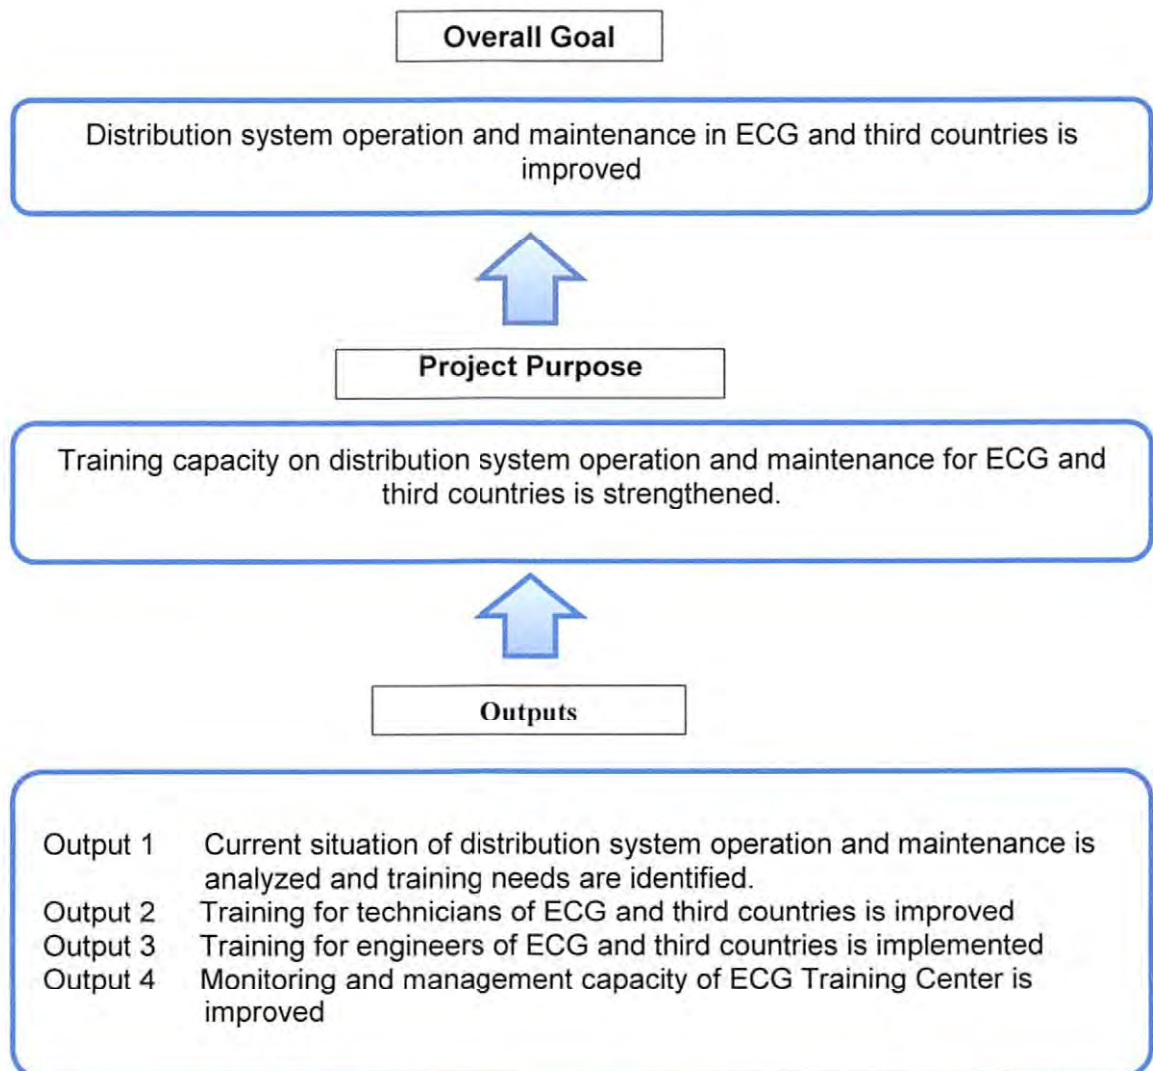 Overall Goal
Distribution system operation and maintenance in ECG and third countries is
improved
Project Purpose
Training capacity on distribution system operation and maintenance for ECG and
third countries is strengthened.
Outputs
Output 1 Current situation of distribution system operation and maintenance is
analyzed and training needs are identified.
Output 2 Training for technicians of ECG and third countries is improved
Output 3 Training for engineers of ECG and third countries is implemented
Output 4 Monitoring and management capacity of ECG Training Center is
improved